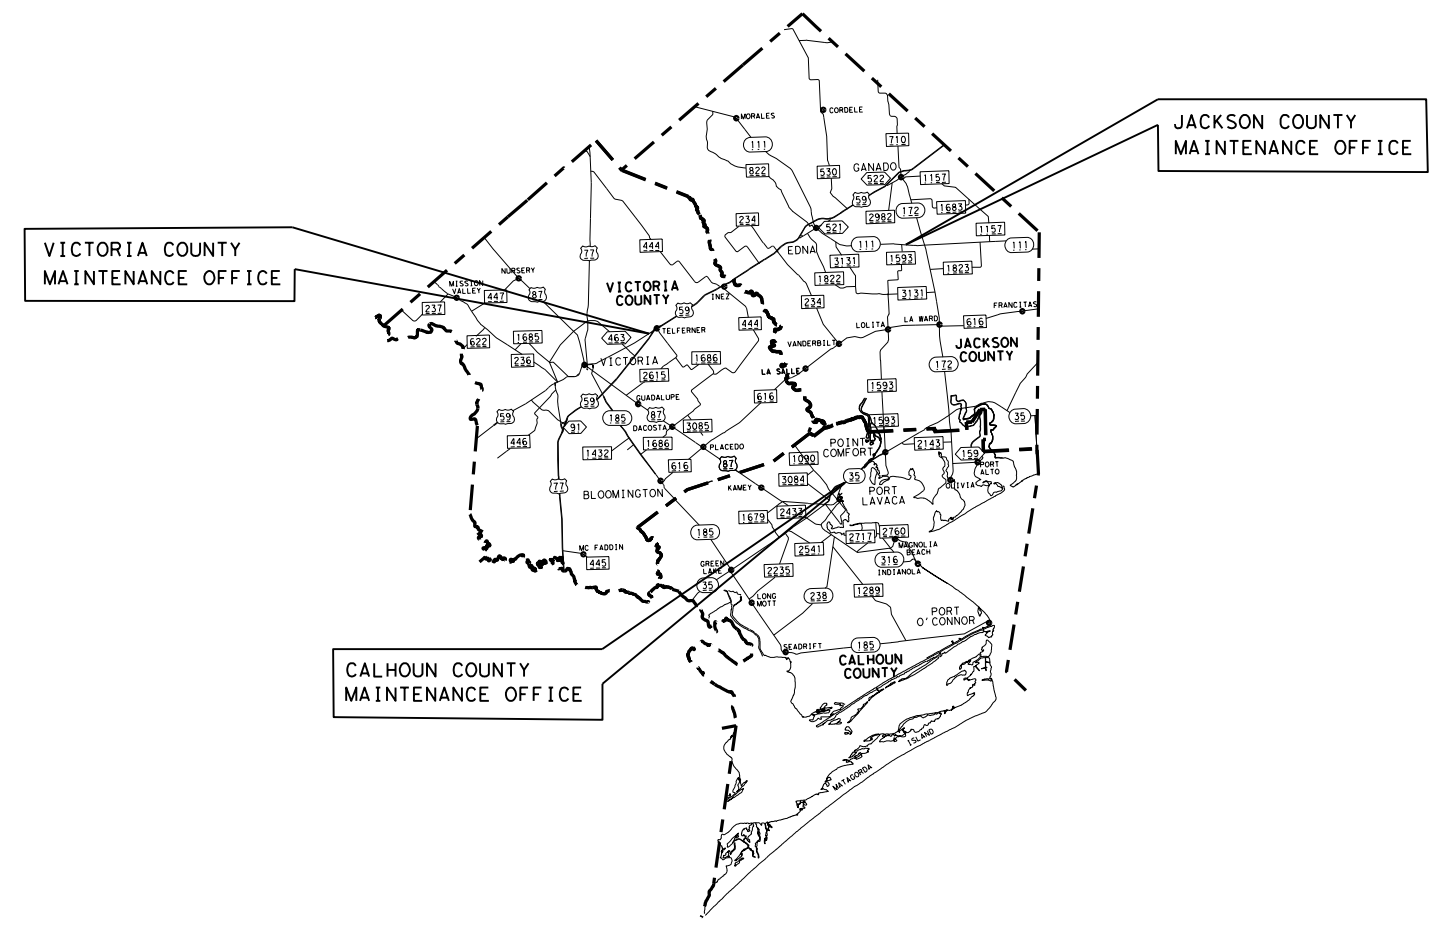 MORALES
CORDELE
111
710
JACKSON COUNTY
MAINTENANCE OFFICE
822
530
GANADO
522
1157
59
234
2982
172
1683
521
1157
VICTORIA COUNTY
MAINTENANCE OFFICE
77
444
EDNA
111
111
3131
1593
1823
NURSERY
MISSION
VALLEY
447
87
237
VICTORIA
COUNTY
INEZ
1822
234
3131
FRANCITAS
59
444
TELFERNER
LOLITA
LA WARD
616
622
1685
463
VANDERBILT
JACKSON
COUNTY
236
VICTORIA
1686
2615
LA SALLE
172
59
59
185
GUADALUPE
87
616
1593
35
91
DACOSTA
3085
1593
446
1432
1686
PLACEDO
POINT
COMFORT
2143
616
87
1090
159
PORT
ALTO
77
BLOOMINGTON
KAMEY
3084
35
PORT
LAVACA
OLIVIA
1679
2433
185
2717
2760
MAGNOLIA
BEACH
MC FADDIN
445
2541
316
INDIANOLA
GREEN
LAKE
35
2235
LONG
MOTT
238
1289
PORT
O'CONNOR
SEADRIFT
185
CALHOUN
COUNTY
CALHOUN COUNTY
MAINTENANCE OFFICE
MATAGORDA
ISLAND